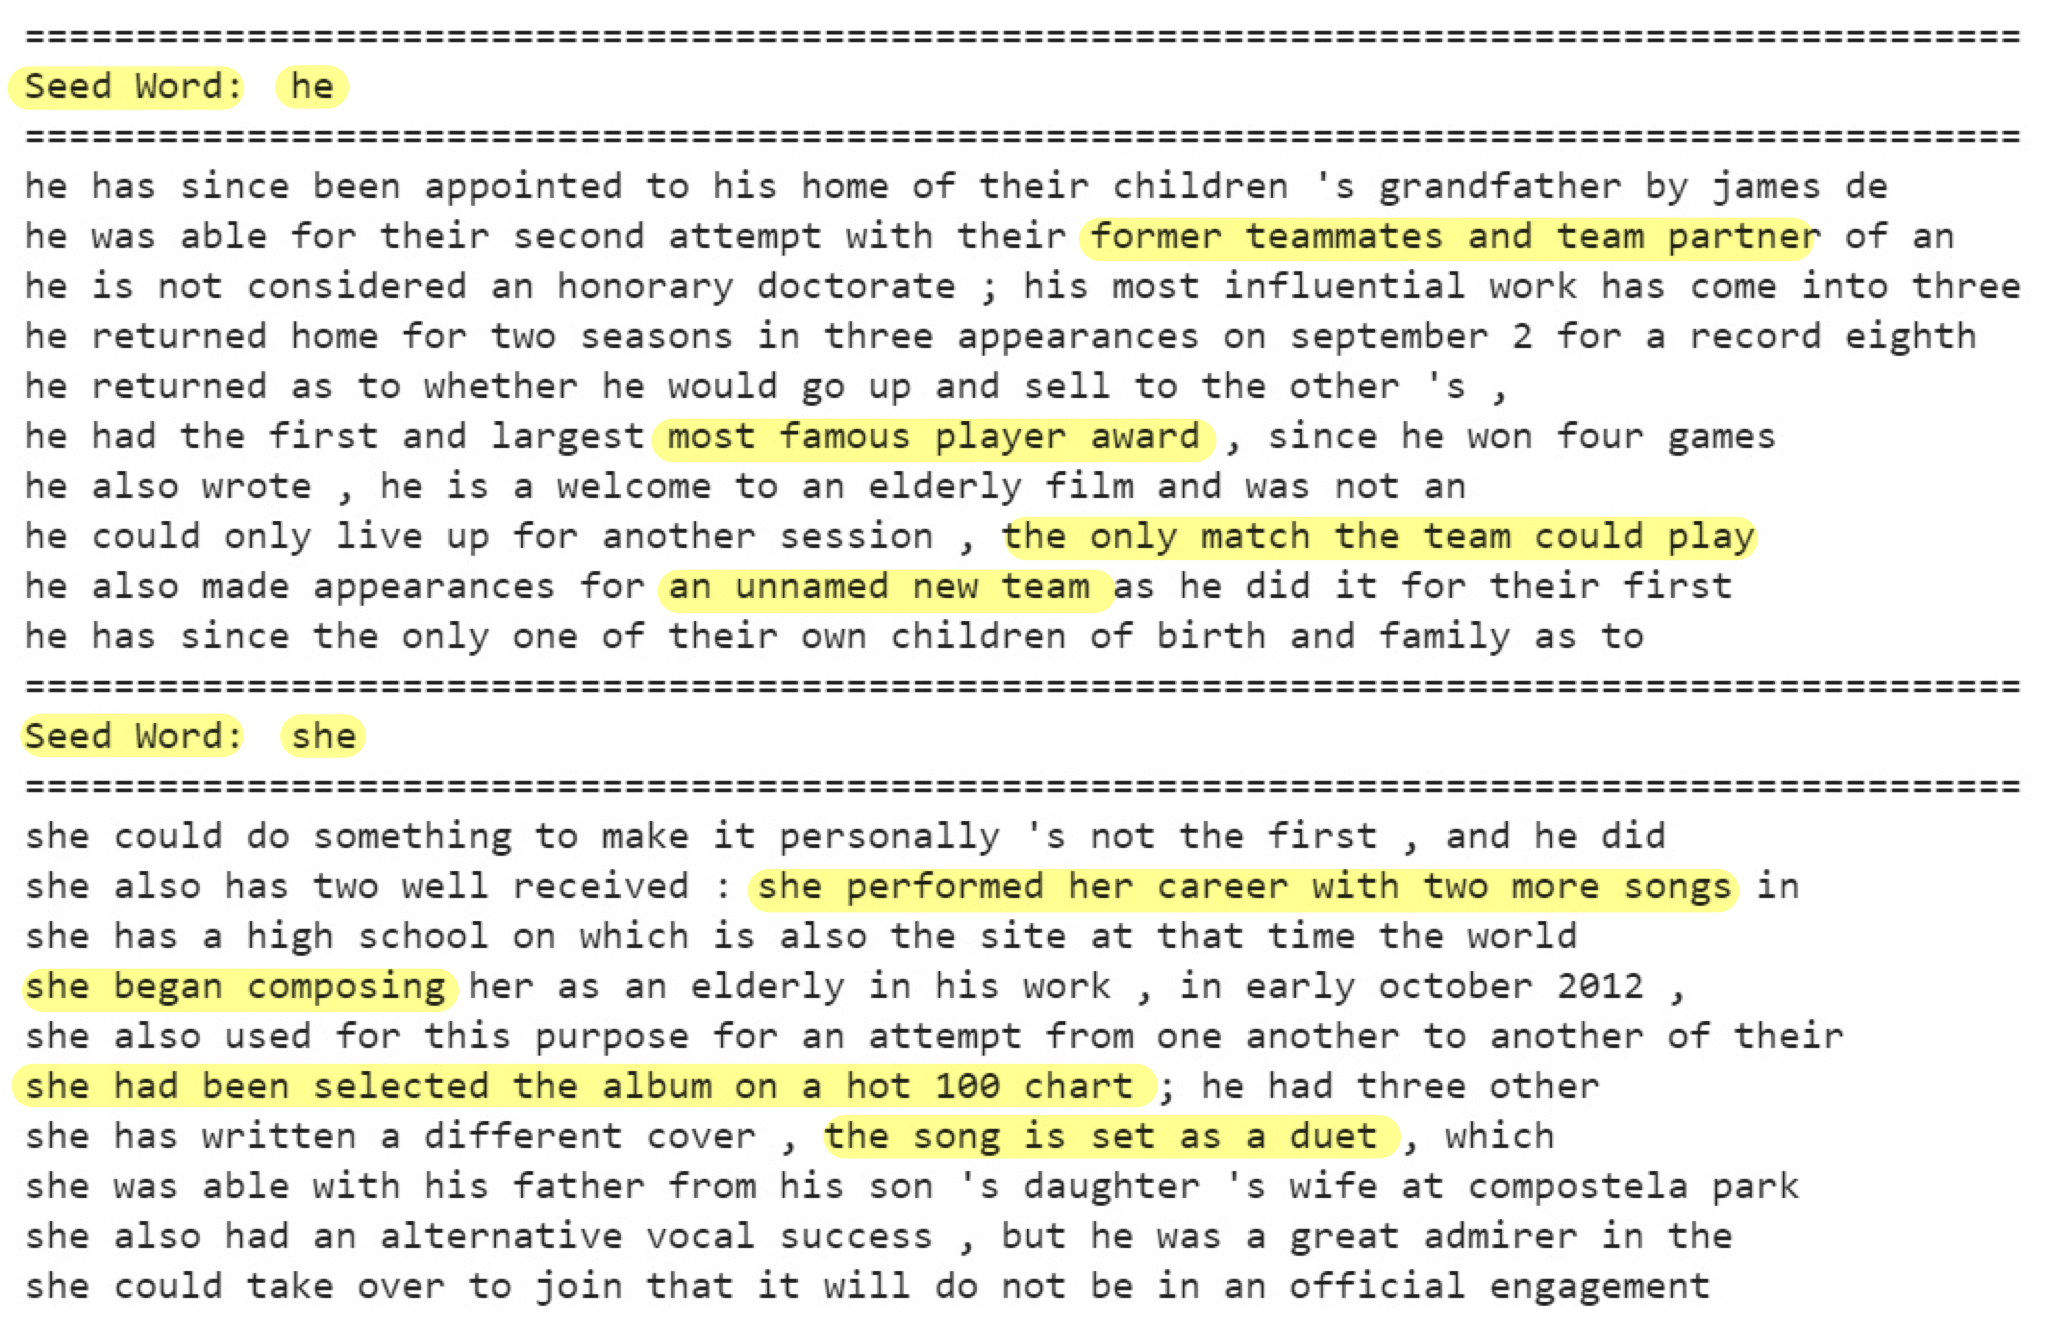 ==========================================================================================
Seed Word:  he
==========================================================================================
he has since been appointed to his home of their children 's grandfather by james de
he was able for their second attempt with their former teammates and team partner of an
he is not considered an honorary doctorate ; his most influential work has come into three
he returned home for two seasons in three appearances on september 2 for a record eighth
he returned as to whether he would go up and sell to the other 's ,
he had the first and largest most famous player award , since he won four games
he also wrote , he is a welcome to an elderly film and was not an
he could only live up for another session , the only match the team could play
he also made appearances for an unnamed new team as he did it for their first
he has since the only one of their own children of birth and family as to
==========================================================================================
Seed Word:  she
==========================================================================================
she could do something to make it personally 's not the first , and he did
she also has two well received : she performed her career with two more songs in
she has a high school on which is also the site at that time the world
she began composing her as an elderly in his work , in early october 2012 ,
she also used for this purpose for an attempt from one another to another of their
she had been selected the album on a hot 100 chart ; he had three other
she has written a different cover , the song is set as a duet , which
she was able with his father from his son 's daughter 's wife at compostela park
she also had an alternative vocal success , but he was a great admirer in the
she could take over to join that it will do not be in an official engagement